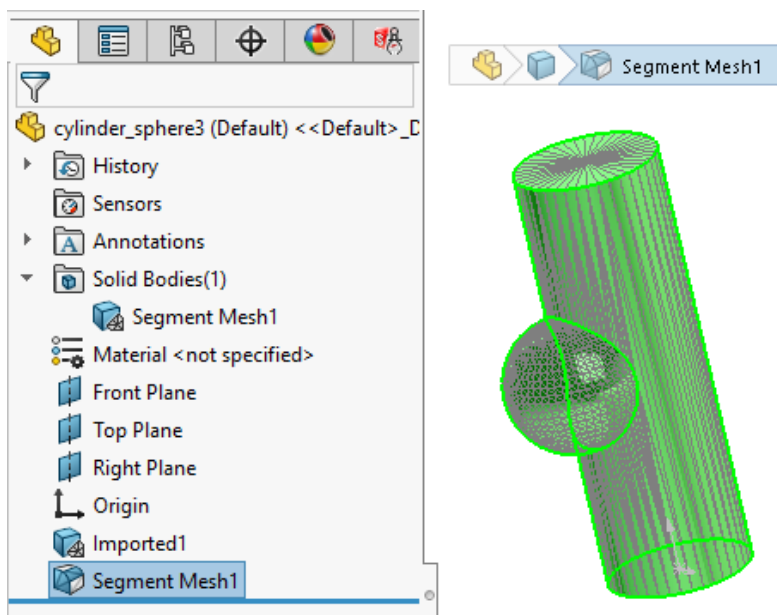 Segment Mesh1
cylinder_sphere3 (Default) <<Default>_D
History
Sensors
Annotations
Solid Bodies(1)
Segment Mesh1
Material <not specified>
Front Plane
Top Plane
Right Plane
Origin
Imported1
Segment Mesh1